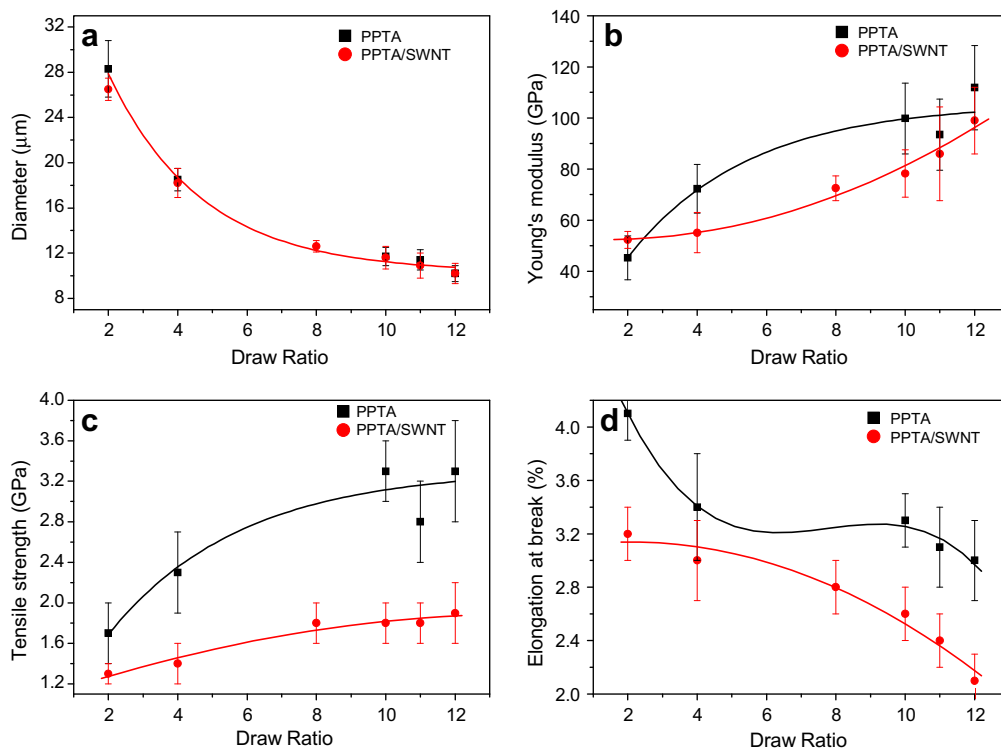 a
PPTA
PPTA/SWNT
32
28
24
20
16
12
8
Diameter (µm)
2 4 6 8 10 12
Draw Ratio
b
PPTA
PPTA/SWNT
120
100
80
60
40
Young's modulus (GPa)
2 4 6 8 10 12
Draw Ratio
c
PPTA
PPTA/SWNT
4.0
3.6
3.2
2.8
2.4
2.0
1.6
1.2
Tensile strength (GPa)
2 4 6 8 10 12
Draw Ratio
d
PPTA
PPTA/SWNT
4.0
3.6
3.2
2.8
2.4
2.0
Elongation at break (%)
2 4 6 8 10 12
Draw Ratio